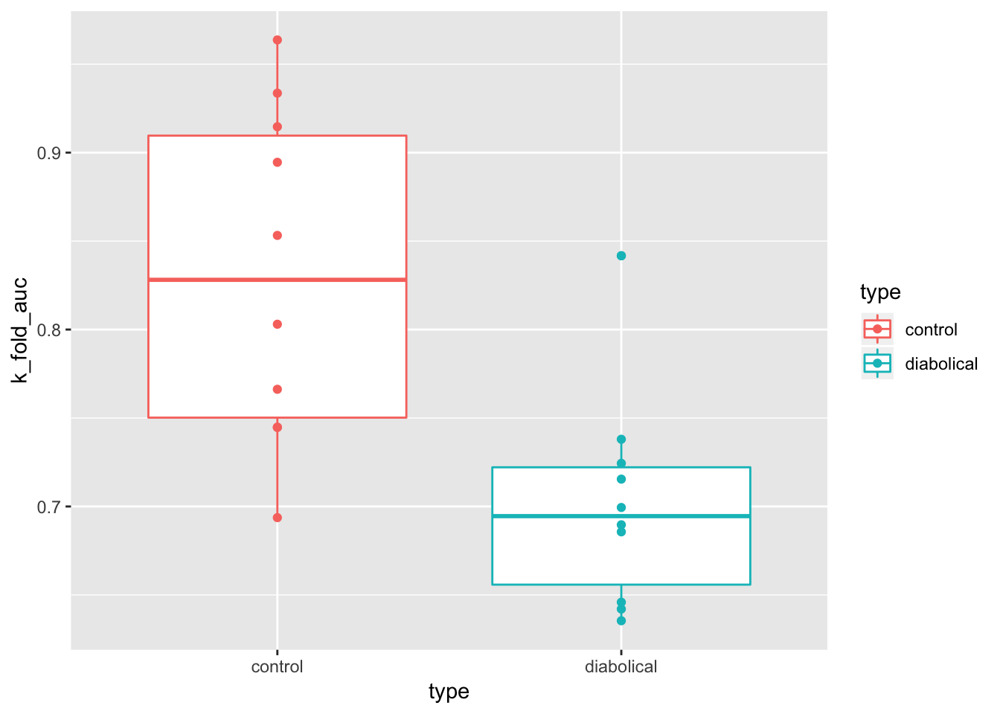 k_fold_auc
0.9
0.8
0.7
control
diabolical
type
type
control
diabolical